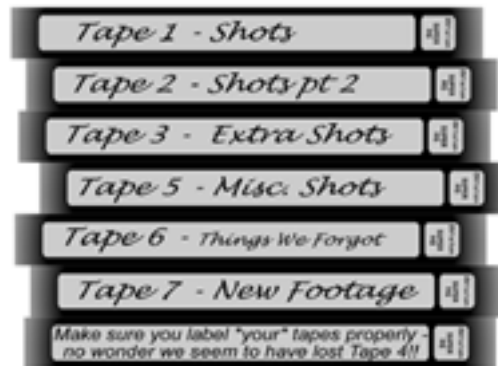 Tape 1 - Shots
Tape 2 - Shots pt 2
Tape 3 - Extra Shots
Tape 5 - Misc. Shots
Tape 6 - Things We Forgot
Tape 7 - New Footage
Make sure you label "your" tapes properly -
no wonder we seem to have lost Tape 4!!